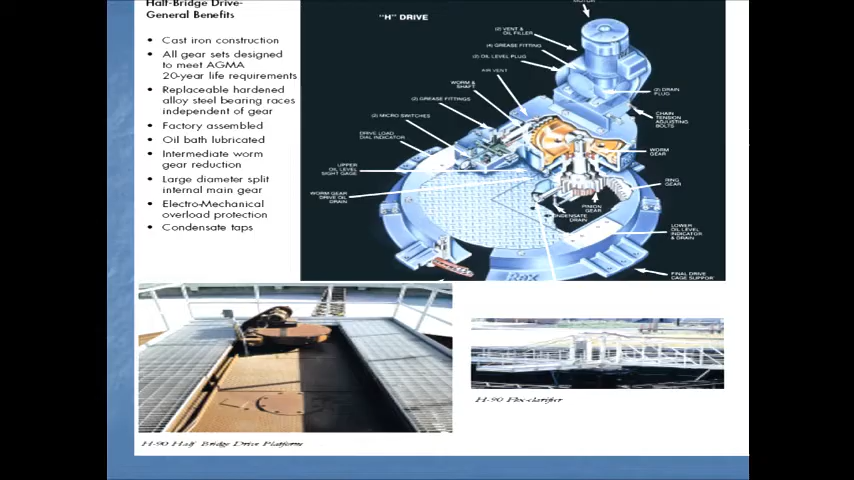 Half-Bridge Drive-
General Benefits
• Cast iron construction
• All gear sets designed
to meet AGMA
20-year life requirements
• Replaceable hardened
alloy steel bearing races
independent of gear
• Factory assembled
• Oil bath lubricated
• Intermediate worm
gear reduction
• Large diameter split
internal main gear
• Electro-Mechanical
overload protection
• Condensate taps
"H" DRIVE
MOTOR
(2) VENT &
OIL FILLER
(4) GREASE FITTING
(2) OIL LEVEL PLUG
AIR VENT
WORM &
SHAFT
(2) GREASE FITTINGS
(2) MICRO SWITCHES
DRIVE LOAD
DIAL INDICATOR
UPPER
OIL LEVEL
SIGHT GAGE
WORM GEAR
DRIVE OIL
DRAIN
(2) DRAIN
PLUG
CHAIN
TENSION
ADJUSTING
BOLTS
WORM
GEAR
RING
GEAR
PINION
GEAR
CONDENSATE
DRAIN
LOWER
OIL LEVEL
INDICATOR
& DRAIN
FINAL DRIVE
CAGE SUPPORT
H-90 Half Bridge Drive Platform
H-90 Floc-clarifier